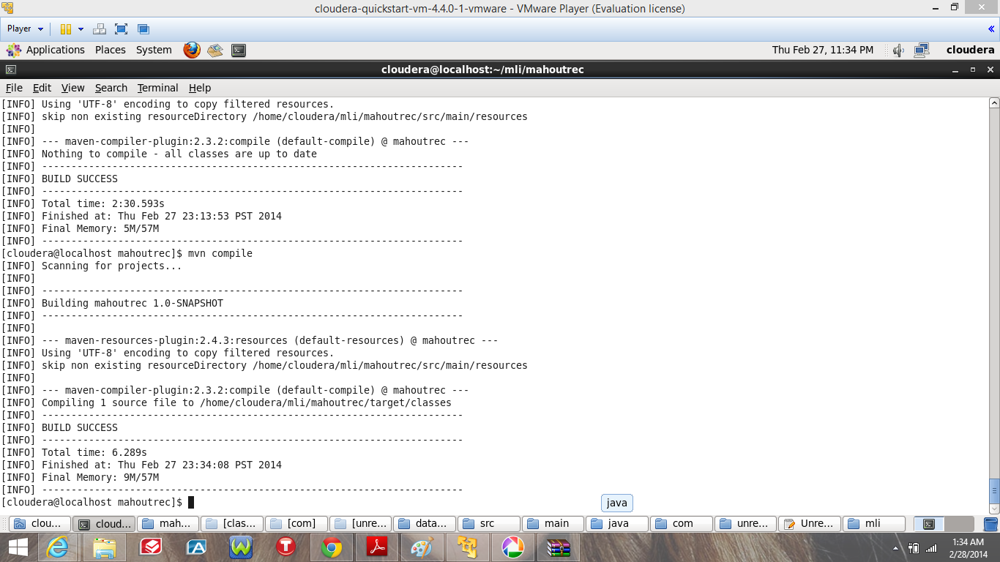 cloudera-quickstart-vm-4.4.0-1-vmware - VMware Player (Evaluation license)
Player
Applications Places System Thu Feb 27, 11:34 PM cloudera
cloudera@localhost:~/mli/mahoutrec
File Edit View Search Terminal Help
[INFO] Using 'UTF-8' encoding to copy filtered resources.
[INFO] skip non existing resourceDirectory /home/cloudera/mli/mahoutrec/src/main/resources
[INFO]
[INFO] --- maven-compiler-plugin:2.3.2:compile (default-compile) @ mahoutrec ---
[INFO] Nothing to compile - all classes are up to date
[INFO] ------------------------------------------------------------------------
[INFO] BUILD SUCCESS
[INFO] ------------------------------------------------------------------------
[INFO] Total time: 2:30.593s
[INFO] Finished at: Thu Feb 27 23:13:53 PST 2014
[INFO] Final Memory: 5M/57M
[INFO] ------------------------------------------------------------------------
[cloudera@localhost mahoutrec]$ mvn compile
[INFO] Scanning for projects...
[INFO]
[INFO] ------------------------------------------------------------------------
[INFO] Building mahoutrec 1.0-SNAPSHOT
[INFO] ------------------------------------------------------------------------
[INFO]
[INFO] --- maven-resources-plugin:2.4.3:resources (default-resources) @ mahoutrec ---
[INFO] Using 'UTF-8' encoding to copy filtered resources.
[INFO] skip non existing resourceDirectory /home/cloudera/mli/mahoutrec/src/main/resources
[INFO]
[INFO] --- maven-compiler-plugin:2.3.2:compile (default-compile) @ mahoutrec ---
[INFO] Compiling 1 source file to /home/cloudera/mli/mahoutrec/target/classes
[INFO] ------------------------------------------------------------------------
[INFO] BUILD SUCCESS
[INFO] ------------------------------------------------------------------------
[INFO] Total time: 6.289s
[INFO] Finished at: Thu Feb 27 23:34:08 PST 2014
[INFO] Final Memory: 9M/57M
[INFO] ------------------------------------------------------------------------
[cloudera@localhost mahoutrec]$
java
clou... cloud... mah... [clas... [com] [unre... data... src main java com unre... Unre... mli
1:34 AM
2/28/2014